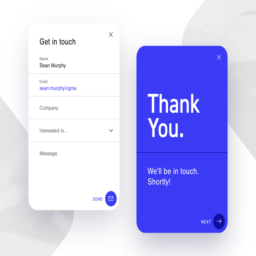 Get in touch
X
Name
Sean Murphy
Email
sean.murphy@gma
Company
Interested in...
Message
SEND
X
Thank
You.
We'll be in touch.
Shortly!
NEXT